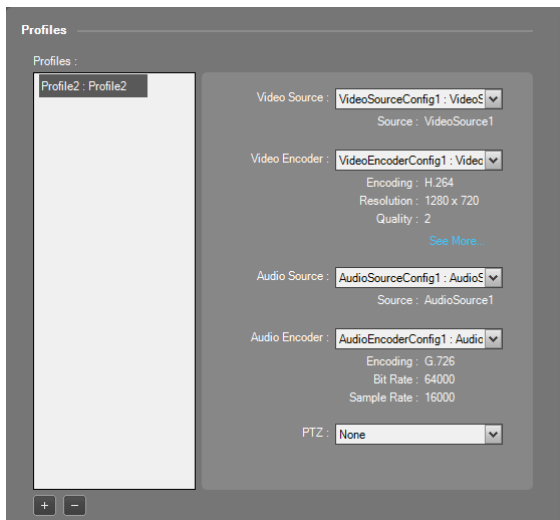 Profiles
Profiles :
Profile2 : Profile2
Video Source : VideoSourceConfig1 : VideoS
Source : VideoSource1
Video Encoder : VideoEncoderConfig1 : Videc
Encoding : H.264
Resolution : 1280 x 720
Quality : 2
See More...
Audio Source : AudioSourceConfig1 : AudioS
Source : AudioSource1
Audio Encoder : AudioEncoderConfig1 : Audic
Encoding : G.726
Bit Rate : 64000
Sample Rate : 16000
PTZ : None
+ −